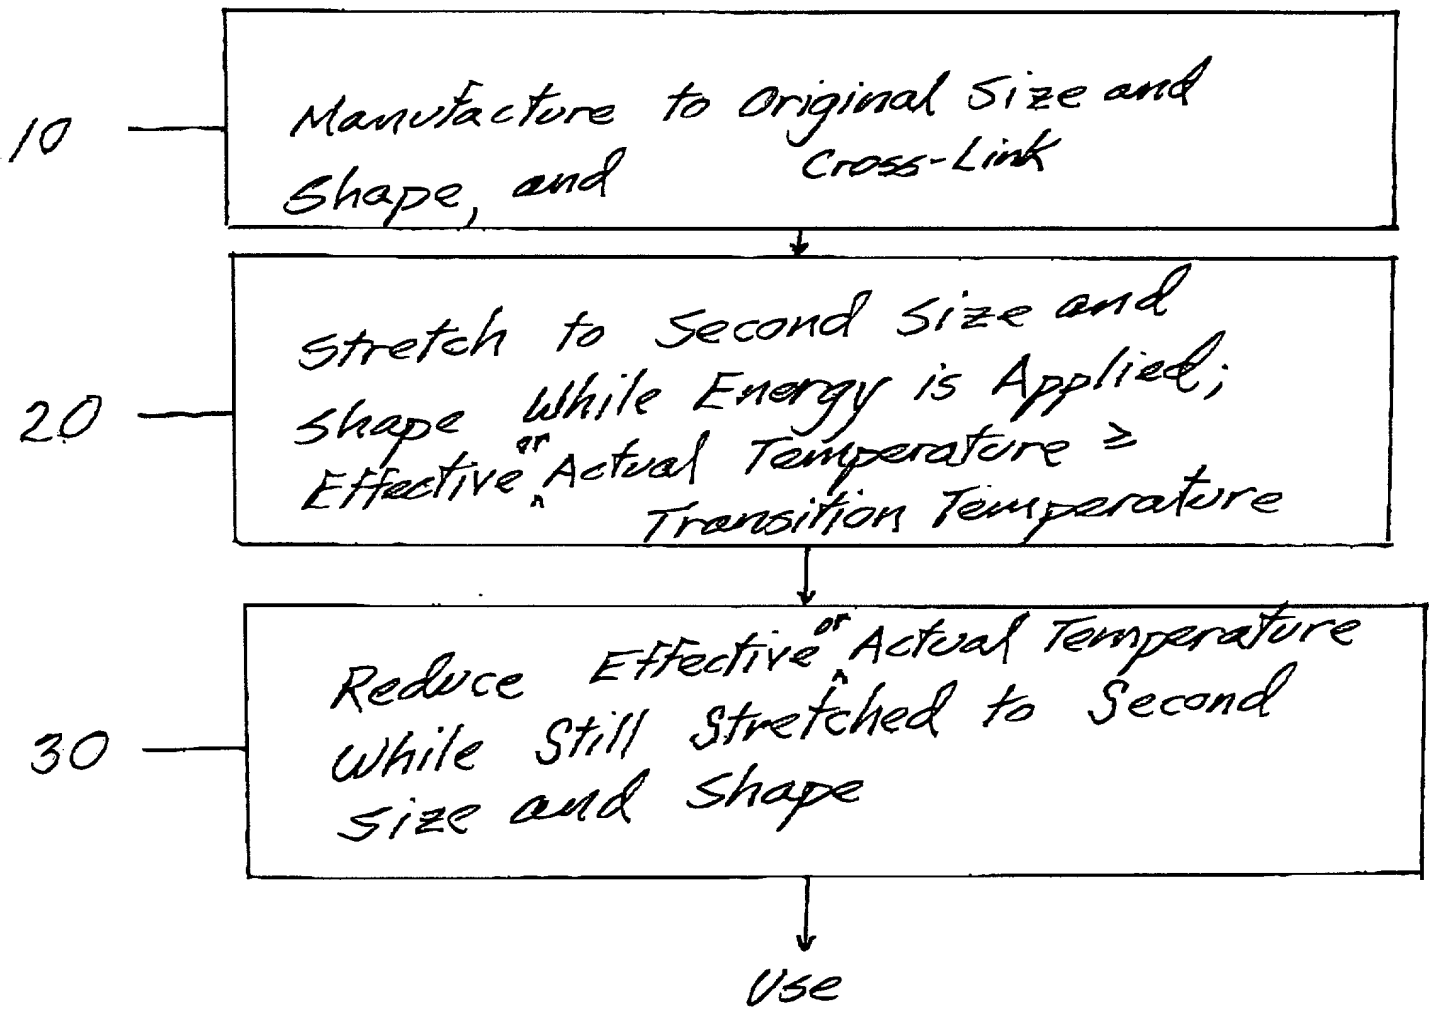 10
Manufacture to Original Size and
Shape, and Cross-Link
20
Stretch to Second Size and
Shape While Energy is Applied;
Effective or Actual Temperature ≥
Transition Temperature
30
Reduce Effective or Actual Temperature
While Still Stretched to Second
Size and Shape
Use